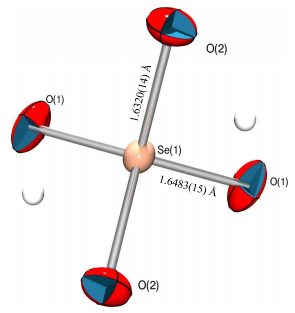 O(2)
1.6320(14) Å
O(1)
Se(1)
1.6483(15) Å
O(1)
O(2)